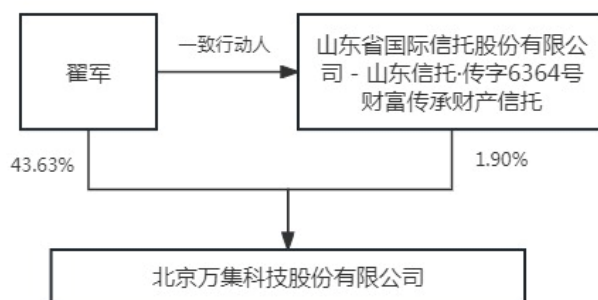 一致行动人
翟军
山东省国际信托股份有限公
司 - 山东信托·传字6364号
财富传承财产信托
43.63%
1.90%
北京万集科技股份有限公司